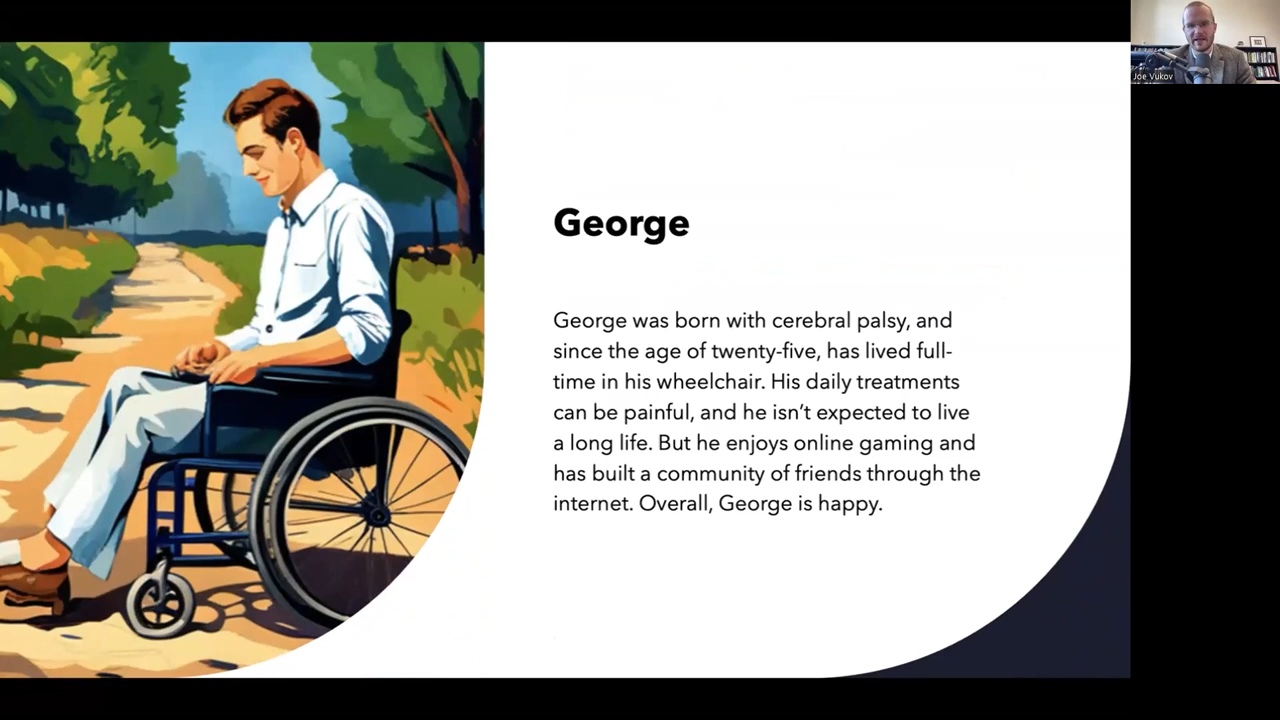 George
George was born with cerebral palsy, and
since the age of twenty-five, has lived full-
time in his wheelchair. His daily treatments
can be painful, and he isn’t expected to live
a long life. But he enjoys online gaming and
has built a community of friends through the
internet. Overall, George is happy.
Joe Vukov